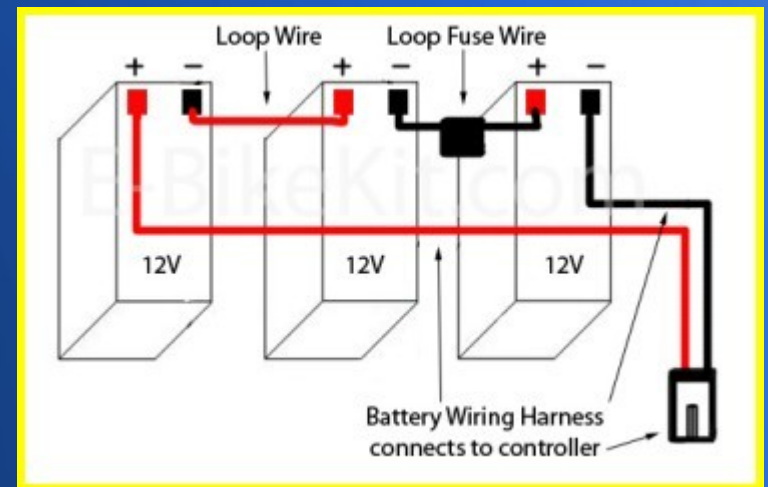 Loop Wire Loop Fuse Wire
+ − + − + −
E-BikeKit.com
12V 12V 12V
Battery Wiring Harness
connects to controller